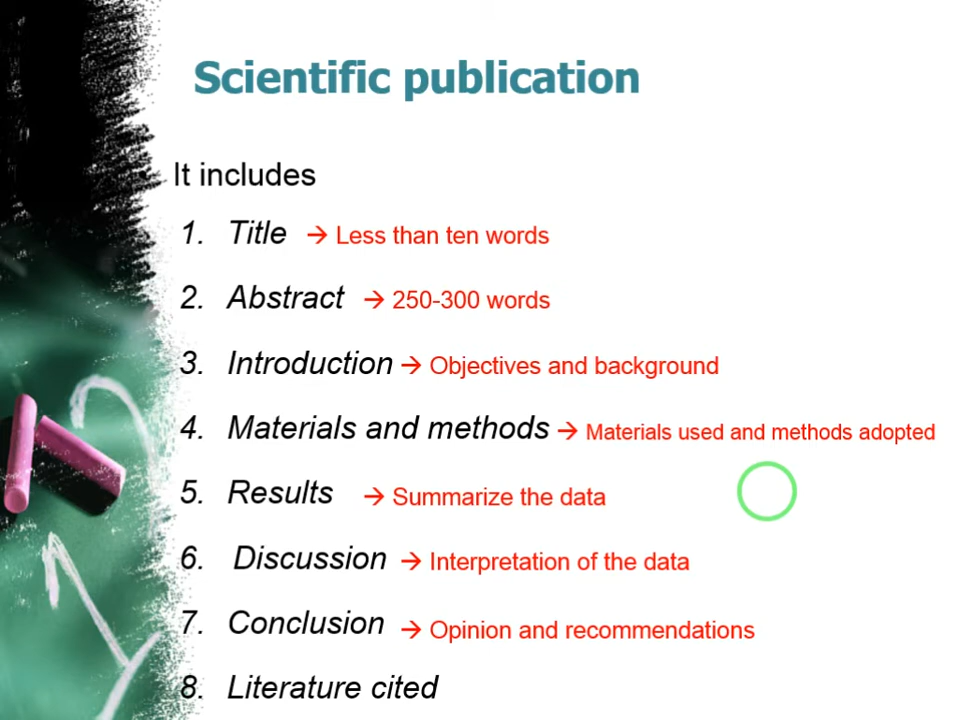 Scientific publication
It includes
1. Title → Less than ten words
2. Abstract → 250-300 words
3. Introduction → Objectives and background
4. Materials and methods → Materials used and methods adopted
5. Results → Summarize the data
6. Discussion → Interpretation of the data
7. Conclusion → Opinion and recommendations
8. Literature cited